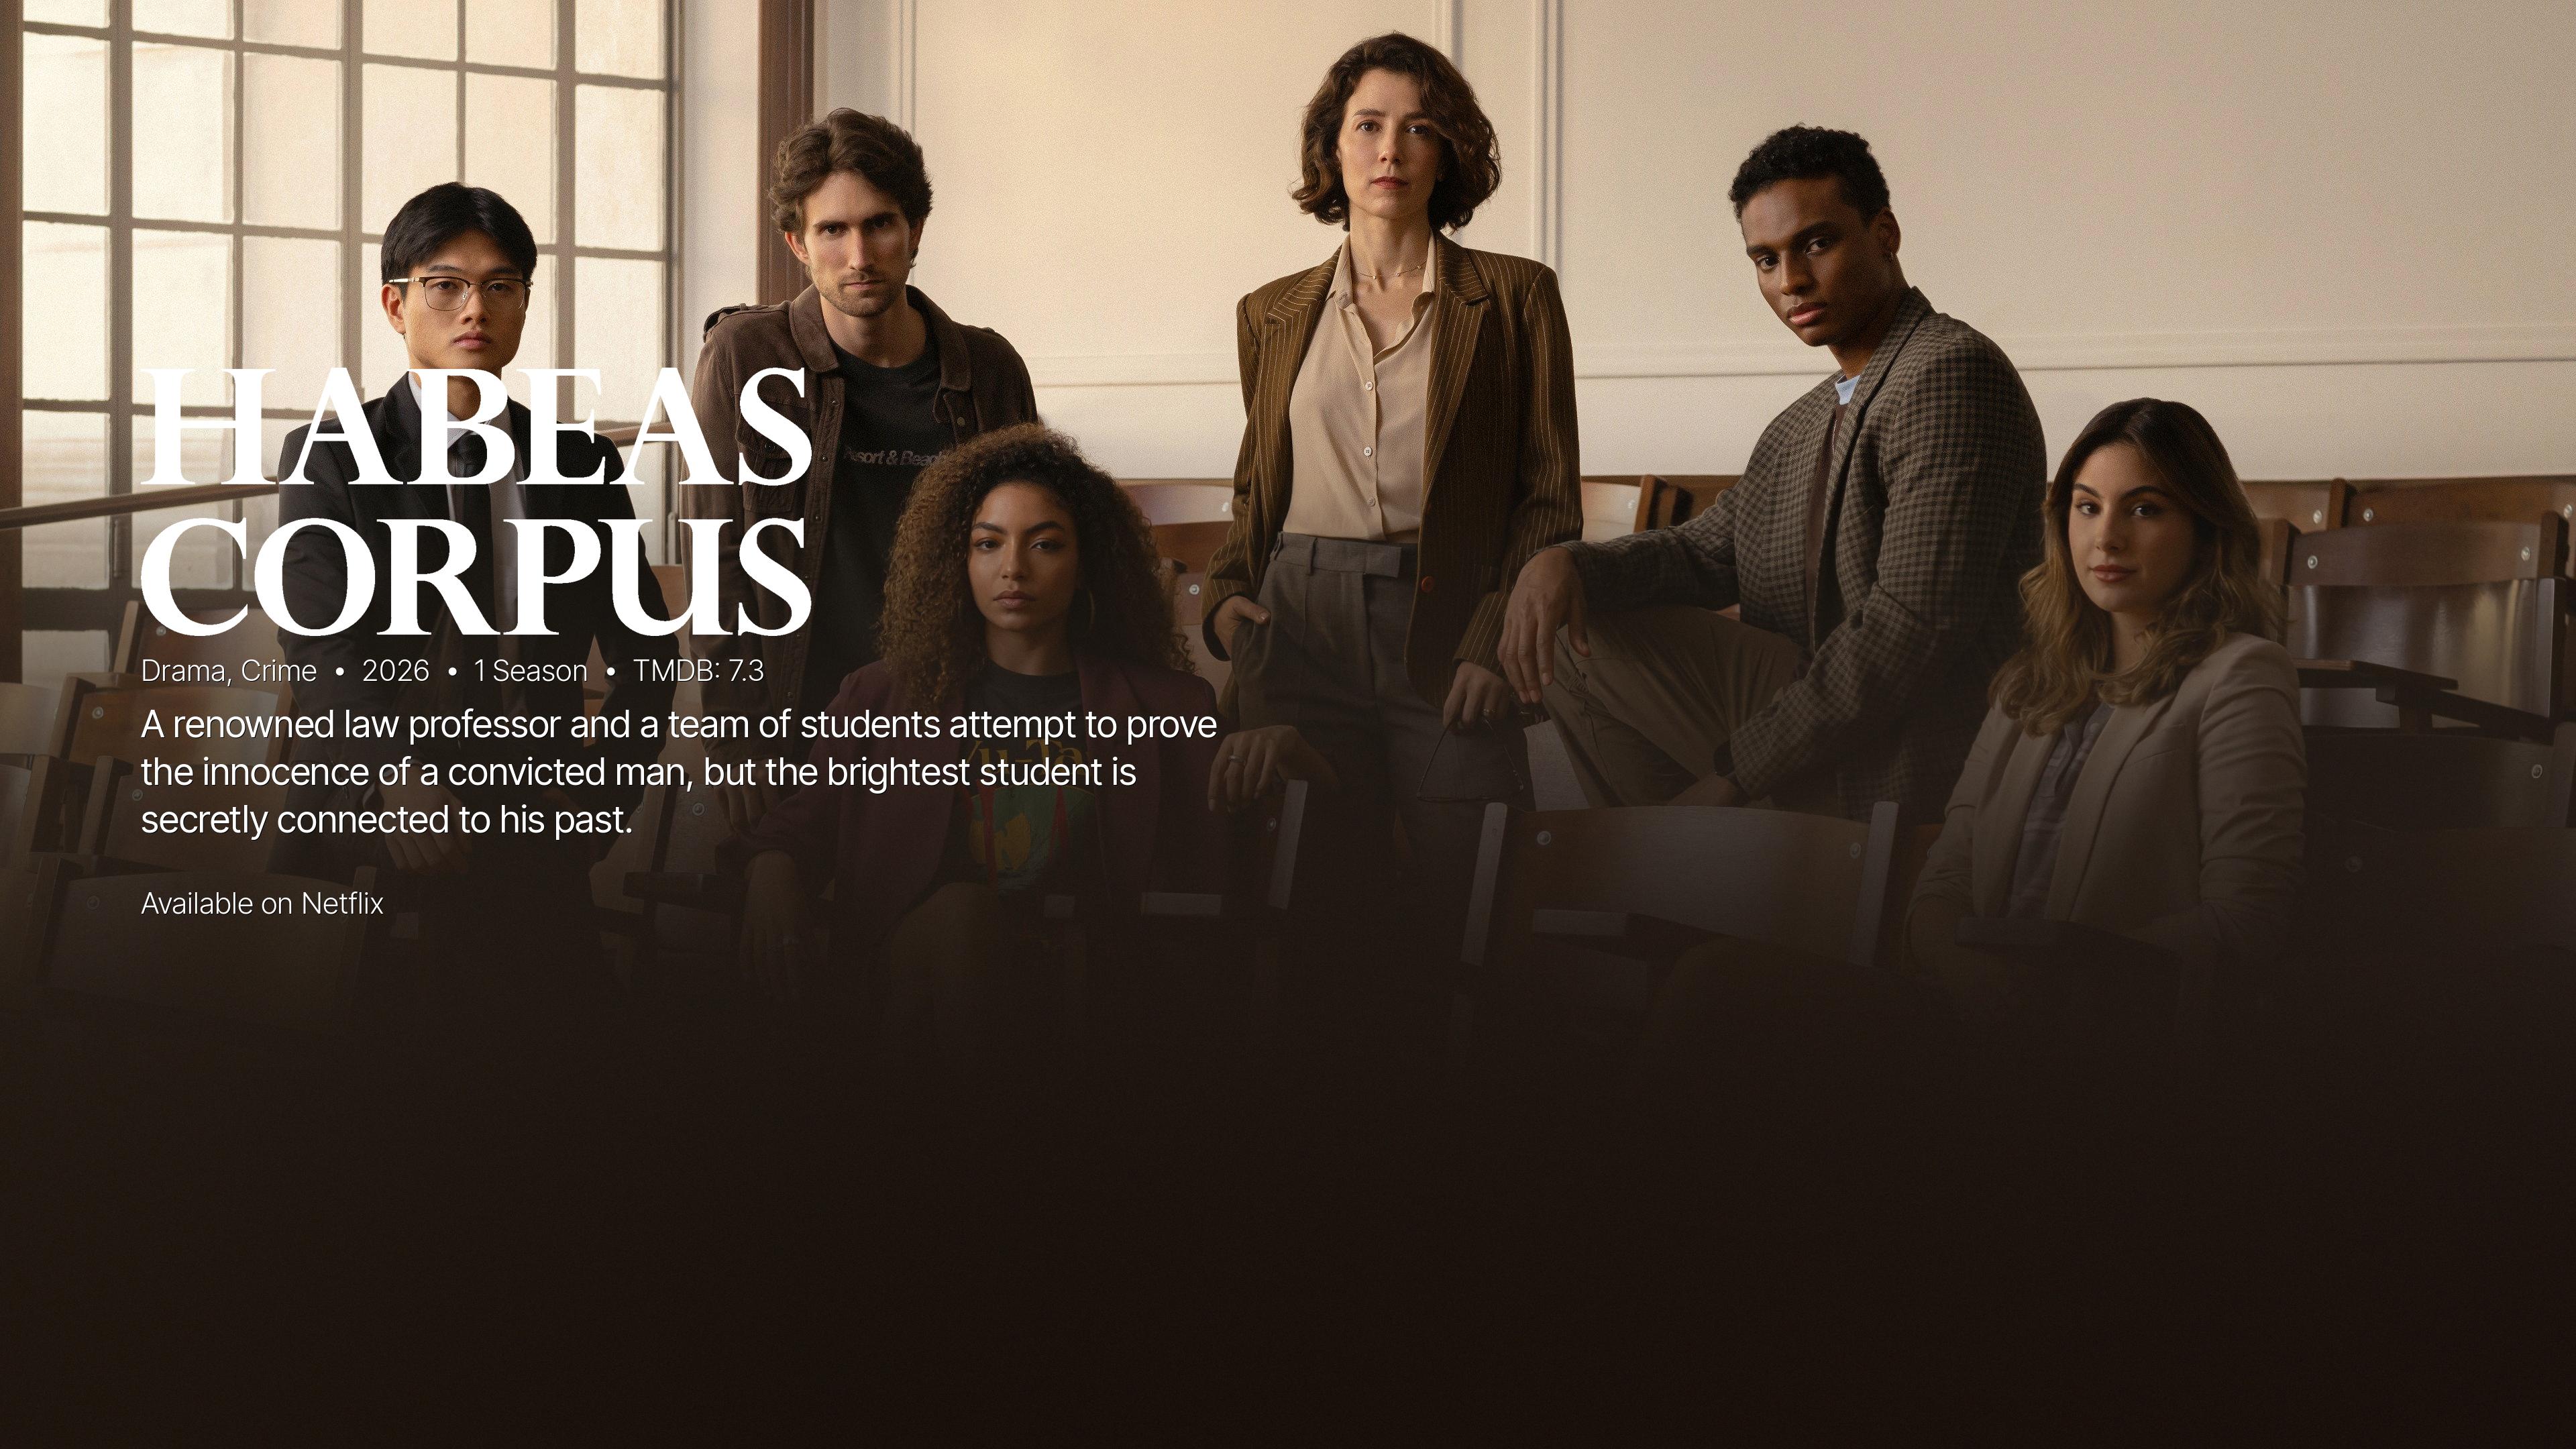 HABEAS
CORPUS
Drama, Crime • 2026 • 1 Season • TMDB: 7.3
A renowned law professor and a team of students attempt to prove
the innocence of a convicted man, but the brightest student is
secretly connected to his past.
Available on Netflix